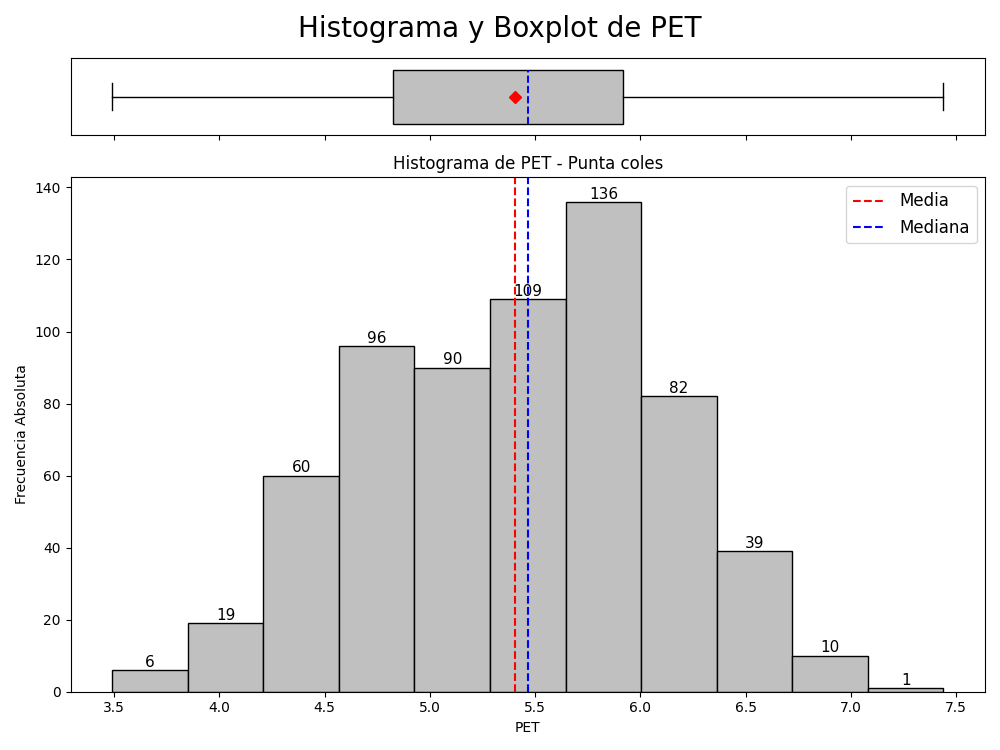 Histograma y Boxplot de PET
Histograma de PET - Punta coles
Media
Mediana
136
109
96
90
82
60
39
19
10
6
1
140
120
100
80
60
40
20
0
Frecuencia Absoluta
3.5 4.0 4.5 5.0 5.5 6.0 6.5 7.0 7.5
PET